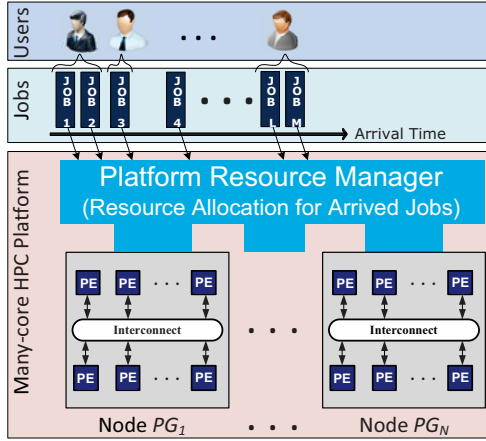 Users
. . .
Jobs
JOB 1
JOB 2
JOB 3
JOB 4
. . .
JOB L
JOB M
Arrival Time
Many-core HPC Platform
Platform Resource Manager
(Resource Allocation for Arrived Jobs)
PE PE . . . PE
Interconnect
PE PE . . . PE
Node PG1
. . .
PE PE . . . PE
Interconnect
PE PE . . . PE
Node PGN
. . .